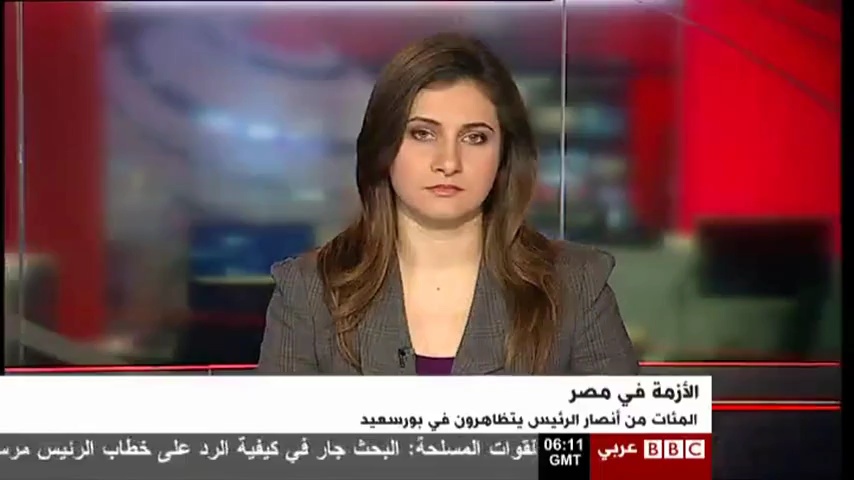 الأزمة في مصر
المئات من أنصار الرئيس يتظاهرون في بورسعيد
BBC عربي
06:11
GMT
لقوات المسلحة: البحث جار في كيفية الرد على خطاب الرئيس